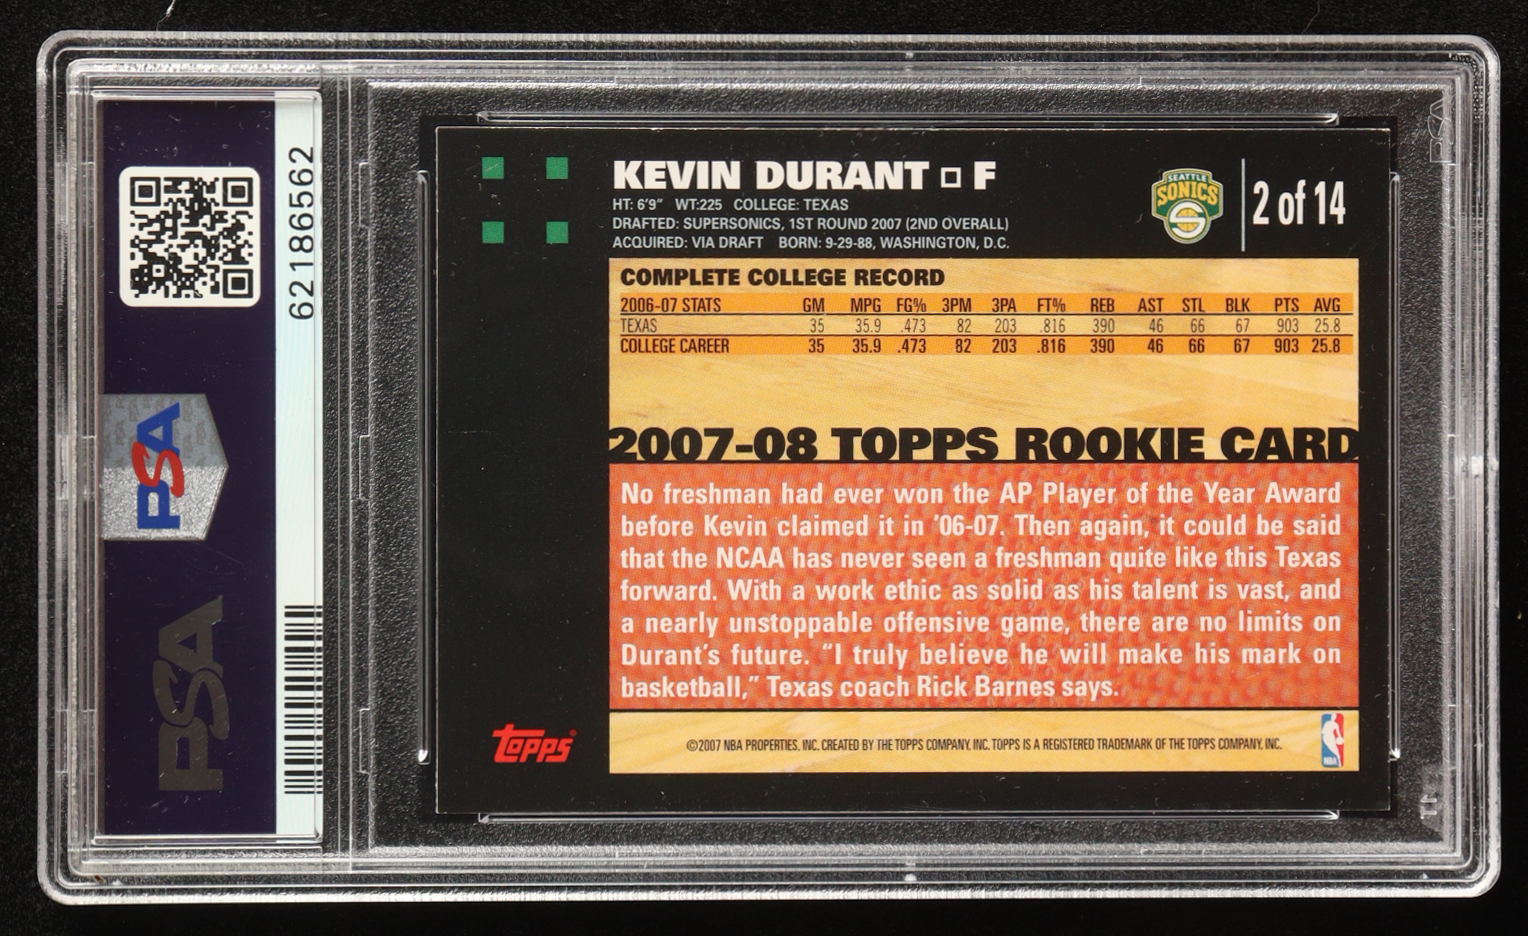 PSA
62186562
PSA
KEVIN DURANT □ F
HT: 6'9" WT:225 COLLEGE: TEXAS
DRAFTED: SUPERSONICS, 1ST ROUND 2007 (2ND OVERALL)
ACQUIRED: VIA DRAFT BORN: 9-29-88, WASHINGTON, D.C.
SEATTLE
SONICS
2 of 14
COMPLETE COLLEGE RECORD
2006-07 STATS GM MPG FG% 3PM 3PA FT% REB AST STL BLK PTS AVG
TEXAS 35 35.9 .473 82 203 .816 390 46 66 67 903 25.8
COLLEGE CAREER 35 35.9 .473 82 203 .816 390 46 66 67 903 25.8
2007-08 TOPPS ROOKIE CARD
No freshman had ever won the AP Player of the Year Award
before Kevin claimed it in '06-07. Then again, it could be said
that the NCAA has never seen a freshman quite like this Texas
forward. With a work ethic as solid as his talent is vast, and
a nearly unstoppable offensive game, there are no limits on
Durant's future. "I truly believe he will make his mark on
basketball," Texas coach Rick Barnes says.
Topps®
©2007 NBA PROPERTIES, INC. CREATED BY THE TOPPS COMPANY, INC. TOPPS IS A REGISTERED TRADEMARK OF THE TOPPS COMPANY, INC.
NBA
PSA